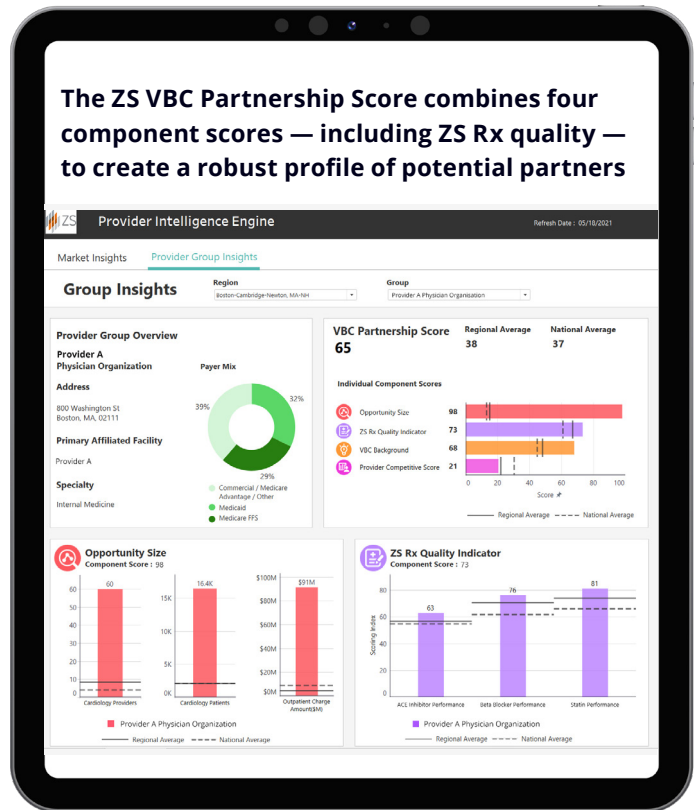 The ZS VBC Partnership Score combines four
component scores — including ZS Rx quality —
to create a robust profile of potential partners
ZS
Provider Intelligence Engine
Refresh Date : 05/18/2021
Market Insights
Provider Group Insights
Group Insights
Region
Boston-Cambridge-Newton, MA-NH
Group
Provider A Physician Organisation
Provider Group Overview
Provider A
Physician Organization
Address
800 Washington St
Boston, MA, 02111
Primary Affiliated Facility
Provider A
Specialty
Internal Medicine
Payer Mix
39%
32%
29%
Commercial / Medicare
Advantage / Other
Medicaid
Medicare FFS
VBC Partnership Score
65
Regional Average
38
National Average
37
Individual Component Scores
Opportunity Size 98
ZS Rx Quality Indicator 73
VBC Background 68
Provider Competitive Score 21
0 20 40 60 80 100
Score
Regional Average National Average
Opportunity Size
Component Score : 98
60
50
40
30
20
10
0
60
Cardiology Providers
15K
10K
5K
0K
16.4K
Cardiology Patients
$100M
$80M
$60M
$40M
$20M
$0M
$91M
Outpatient Charge
Amount($M)
Provider A Physician Organization
Regional Average National Average
ZS Rx Quality Indicator
Component Score : 73
Scoring Index
80
60
40
20
0
63
76
81
ACE Inhibitor Performance
Beta Blocker Performance
Statin Performance
Provider A Physician Organization
Regional Average National Average